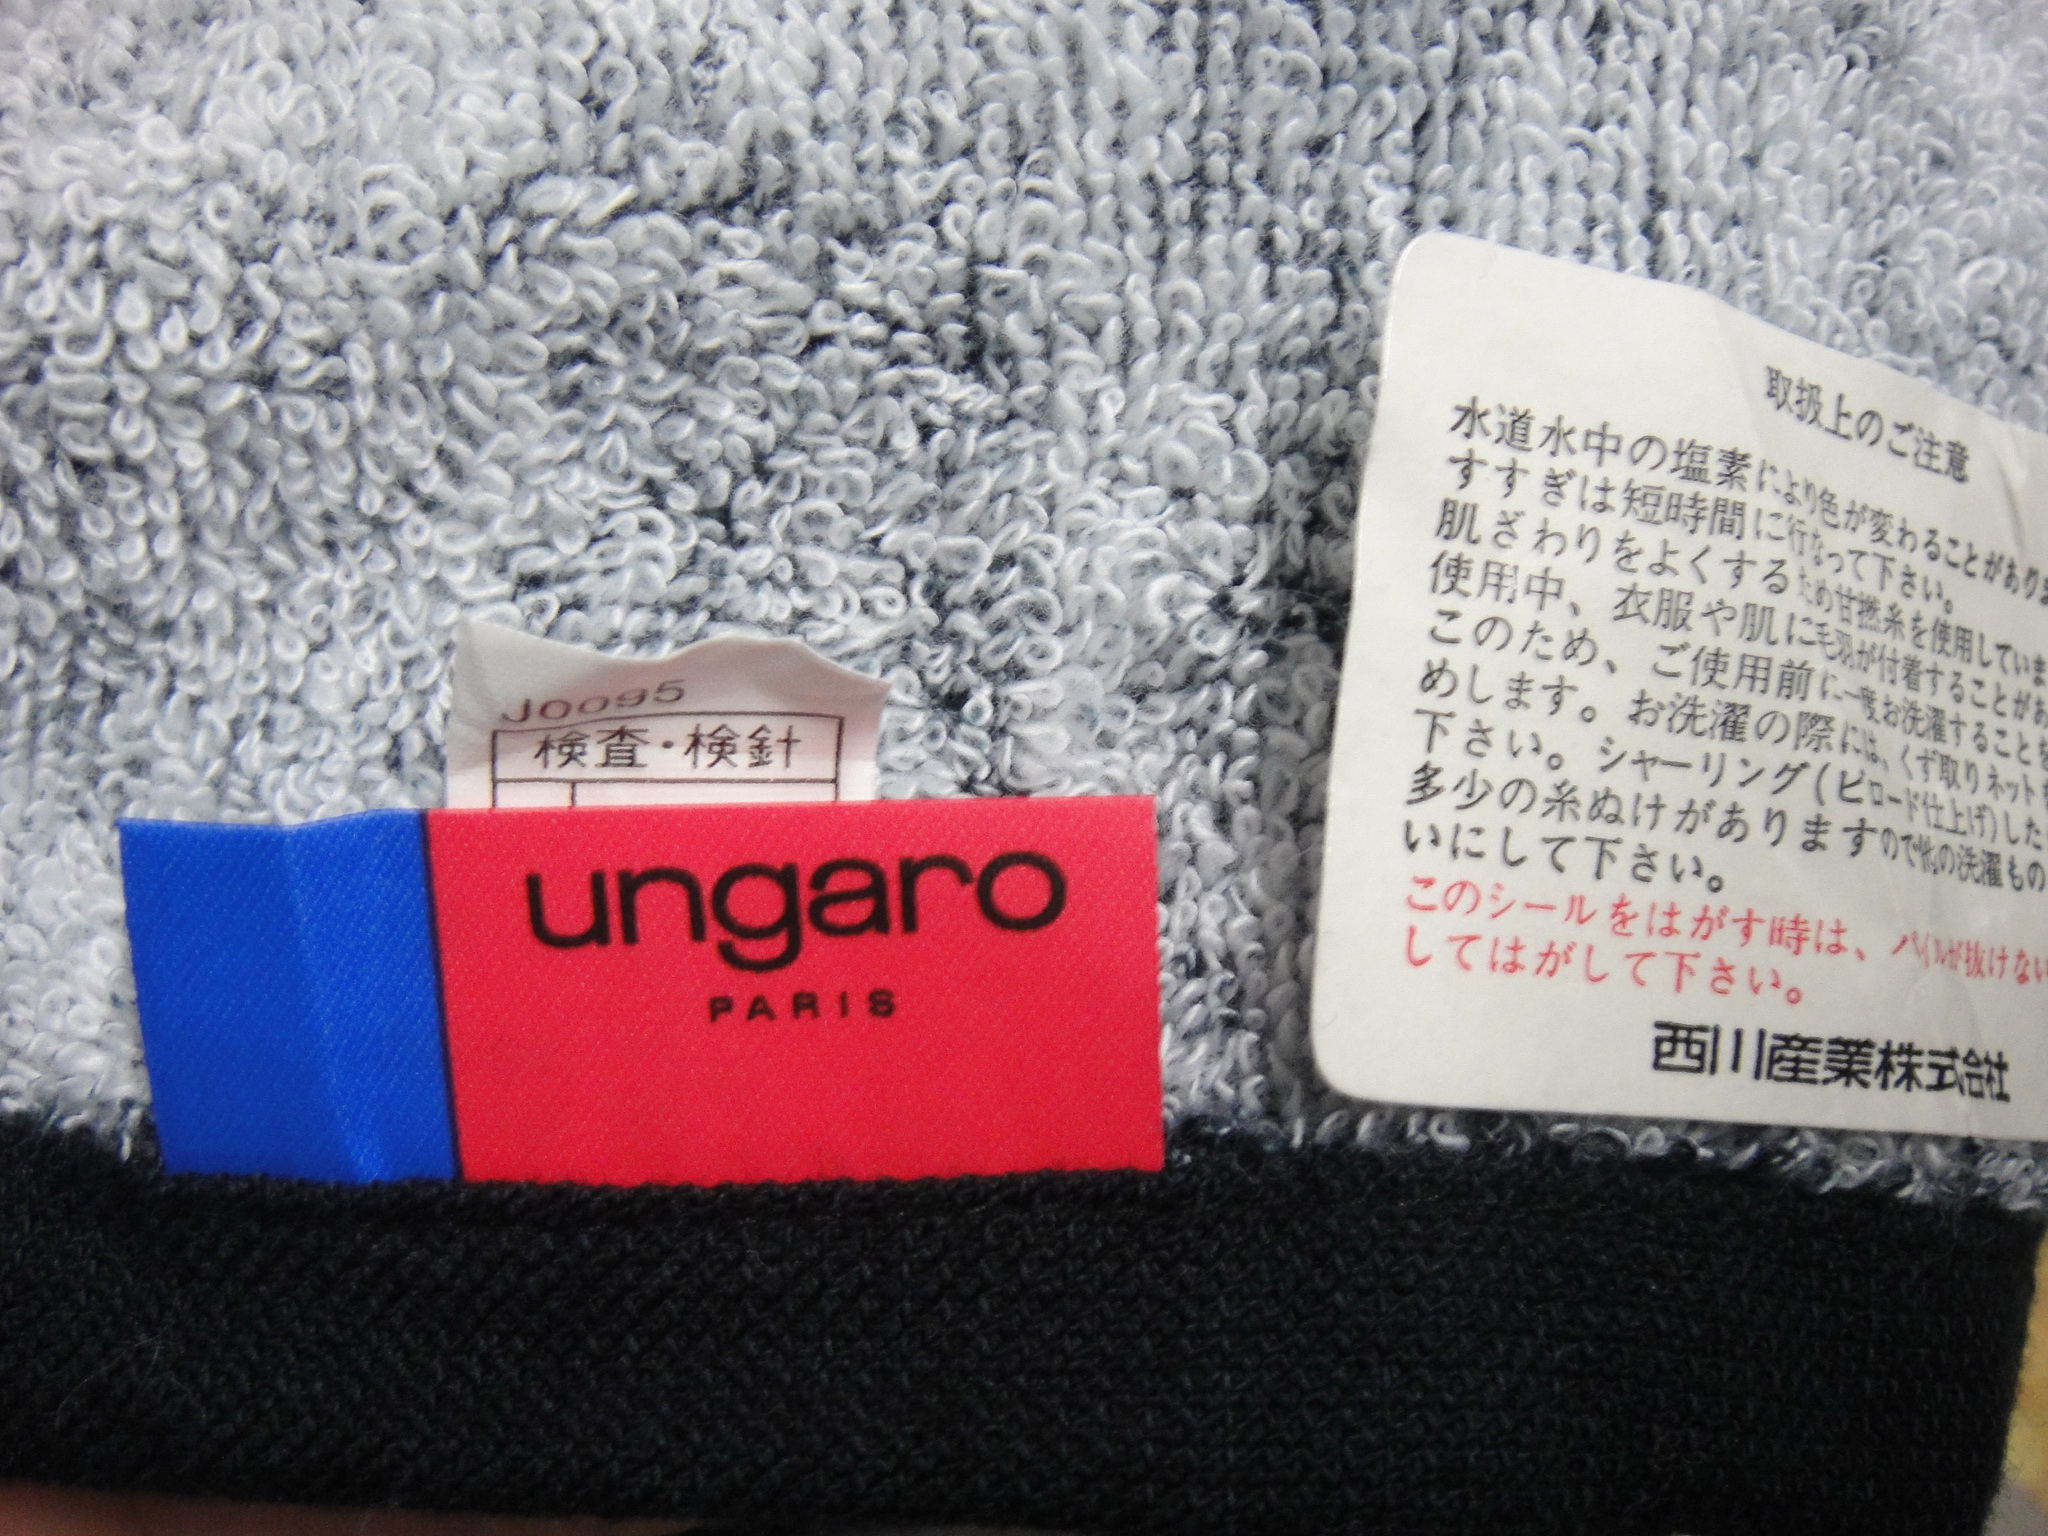 J0095
検査・検針
ungaro
PARIS
取扱上のご注意
水道水中の塩素により色が変わることがありま
すすぎは短時間に行なって下さい。
肌ざわりをよくするため甘撚糸を使用していま
使用中、衣服や肌に毛羽が付着することがあ
このため、ご使用前に一度お洗濯することを
めします。お洗濯の際には、くず取りネット
下さい。シャーリング(ビロード仕上げ)した
多少の糸ぬけがありますので他の洗濯もの
いにして下さい。
このシールをはがす時は、パイルが抜けない
してはがして下さい。
西川産業株式会社